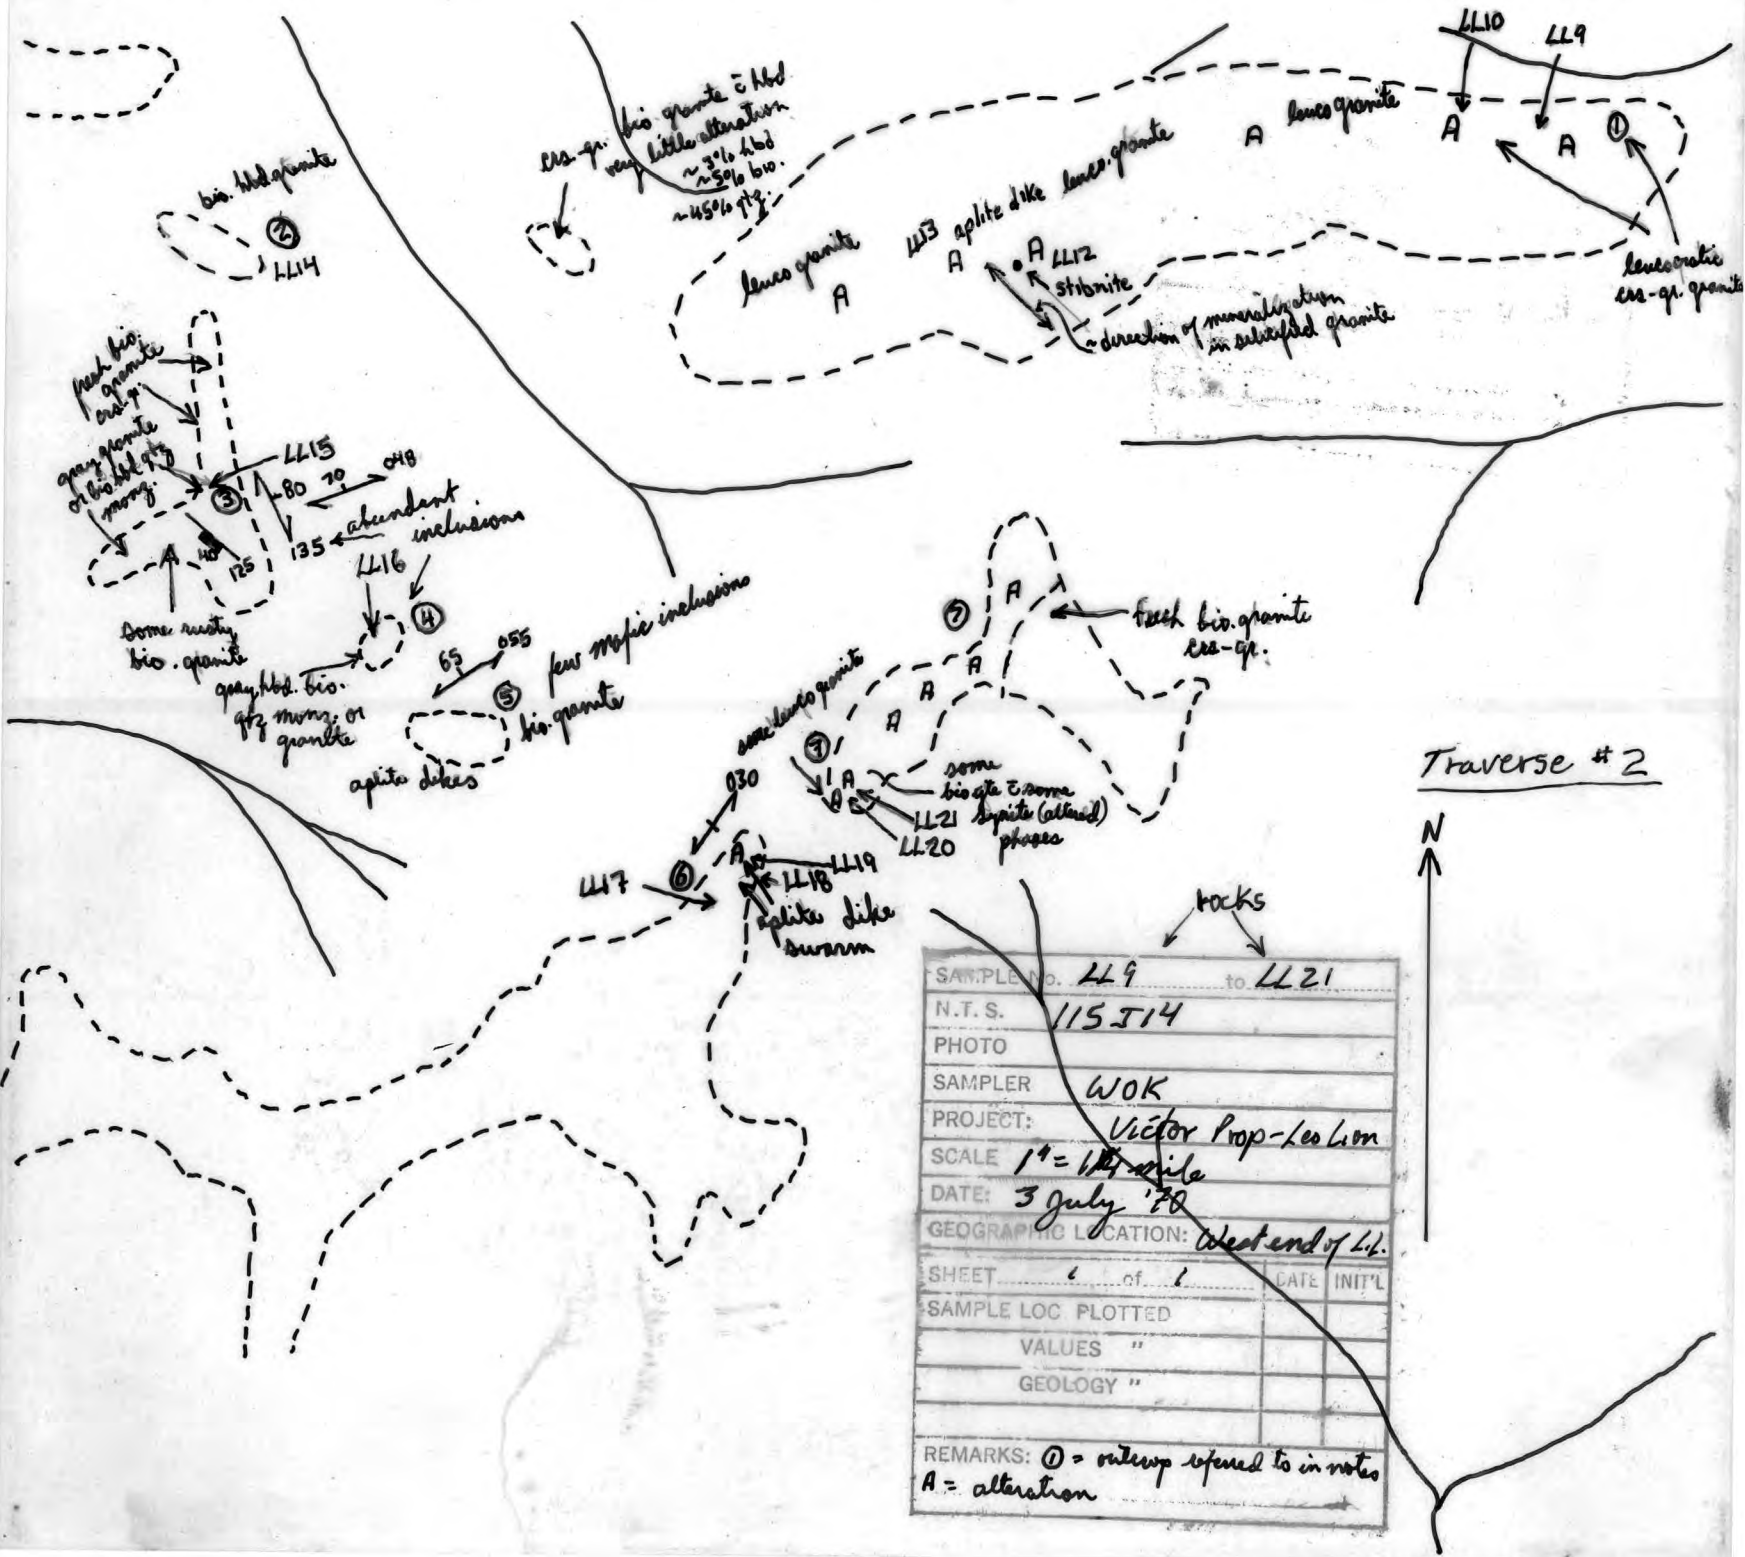 LL10
LL9
crs-gr. bio. granite c̄ hbd
very little alteration
~3% hbd
~5% bio.
~45% qtz.
leuco granite
A
A
A
①
leucocratic
crs-gr. granite
leuco. granite
LL13 aplite dike
A
A
LL12
stibnite
~direction of mineralization
in silicified granite
leuco granite
A
bio. hbd. granite
②
LL14
fresh bio.
granite
crs-gr.
gray granite
or bio. hbd. qtz
monz.
LL15
③
80
70
048
135
abundant
inclusions
A
40
125
LL16
④
some rusty
bio. granite
gray hbd. bio.
qtz monz. or
granite
65
055
few mafic inclusions
⑤
bio. granite
aplite dikes
⑦
A
fresh bio. granite
crs-gr.
A
A
A
some leuco granite
⑦
A
A
some
bio qte c̄ some
syenite (altered)
phases
LL21
LL20
030
⑥
A
LL17
LL19
LL18
aplite dike
swarm
Traverse #2
N
rocks
SAMPLE No. LL9 to LL21
N.T.S. 115J14
PHOTO
SAMPLER WOK
PROJECT: Victor Prop-Leo Lion
SCALE 1" = 1/4 mile
DATE: 3 July '70
GEOGRAPHIC LOCATION: West end of L.L.
SHEET 1 of 1 DATE INIT'L
SAMPLE LOC PLOTTED
VALUES "
GEOLOGY "
REMARKS: ① = outcrop referred to in notes
A = alteration